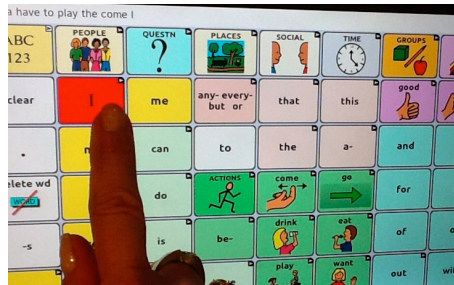 a have to play the come I
ABC PEOPLE QUESTN PLACES SOCIAL TIME GROUPS
123 ?
clear I me any- every- but or that this good
. can to the a- and
elete wd do ACTIONS come go for
WORD
-s is be- drink eat of
play want out